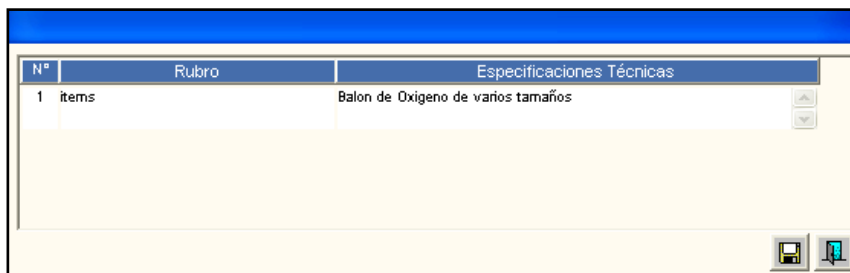 N° Rubro Especificaciones Técnicas
1 items Balon de Oxigeno de varios tamaños